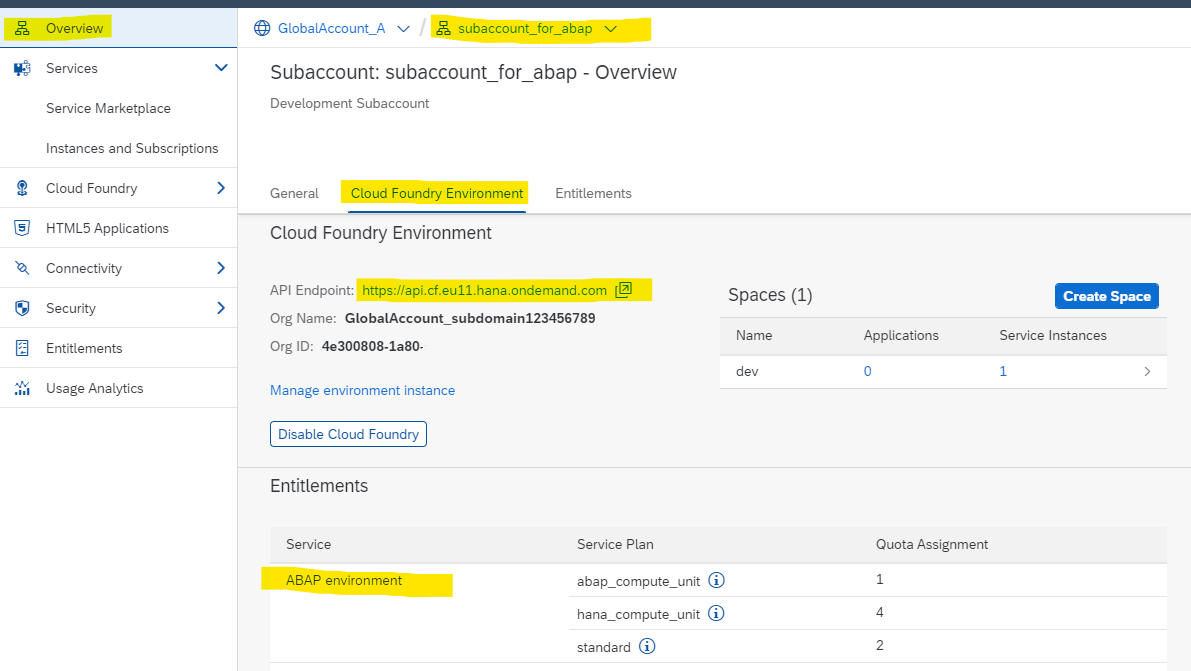 Overview
Services
Service Marketplace
Instances and Subscriptions
Cloud Foundry
HTML5 Applications
Connectivity
Security
Entitlements
Usage Analytics
GlobalAccount_A / subaccount_for_abap
Subaccount: subaccount_for_abap - Overview
Development Subaccount
General Cloud Foundry Environment Entitlements
Cloud Foundry Environment
API Endpoint: https://api.cf.eu11.hana.ondemand.com
Org Name: GlobalAccount_subdomain123456789
Org ID: 4e300808-1a80-
Manage environment instance
Disable Cloud Foundry
Spaces (1) Create Space
Name Applications Service Instances
dev 0 1
Entitlements
Service Service Plan Quota Assignment
ABAP environment abap_compute_unit 1
hana_compute_unit 4
standard 2